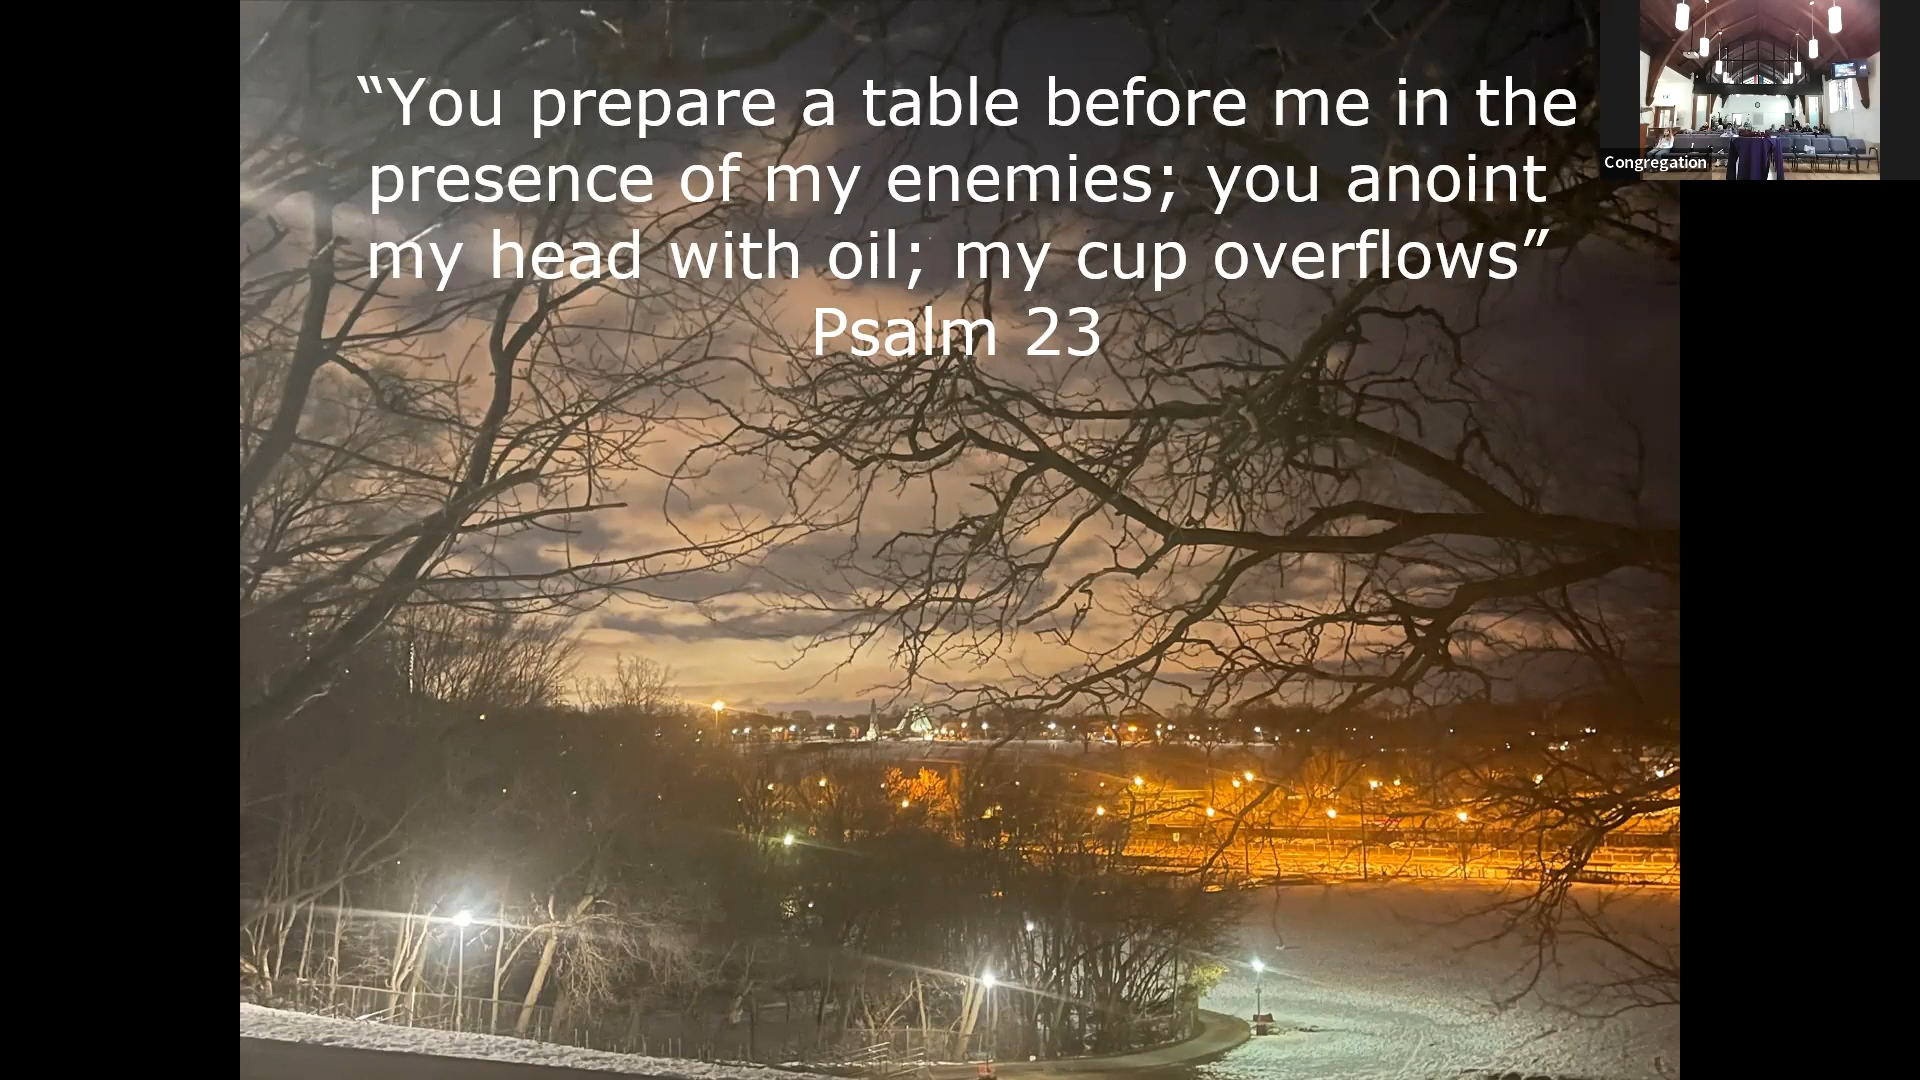 “You prepare a table before me in the
presence of my enemies; you anoint
my head with oil; my cup overflows”
Psalm 23
Congregation